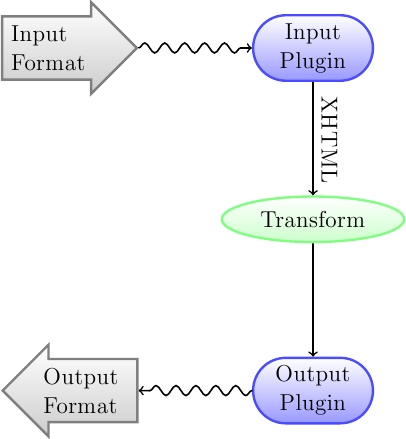 Input
Format
Input
Plugin
XHTML
Transform
Output
Format
Output
Plugin